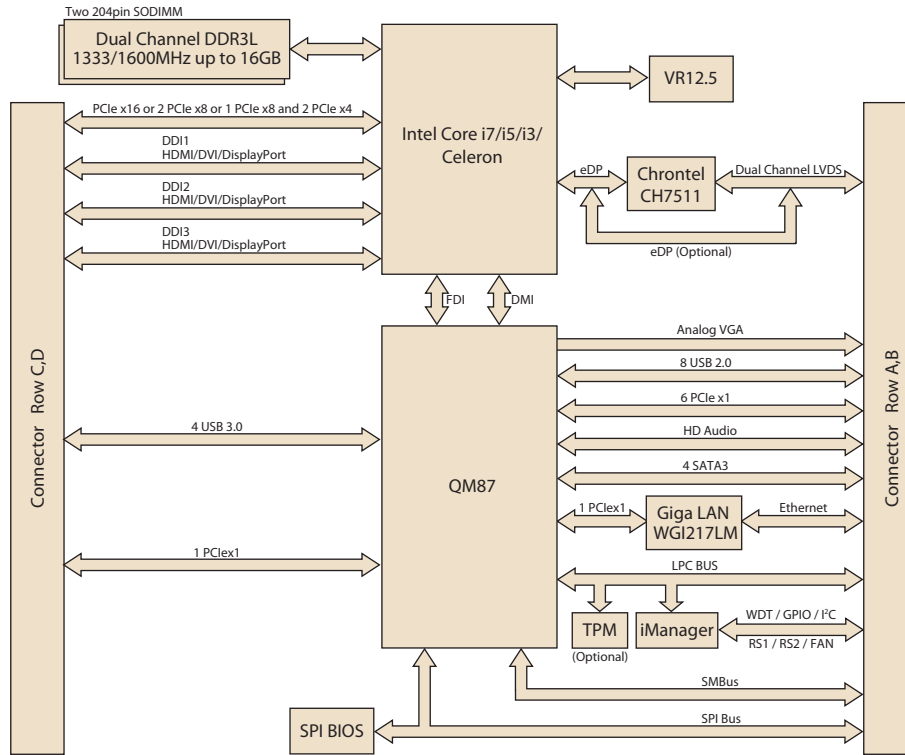 Two 204pin SODIMM
Dual Channel DDR3L
1333/1600MHz up to 16GB
VR12.5
Intel Core i7/i5/i3/
Celeron
PCIe x16 or 2 PCIe x8 or 1 PCIe x8 and 2 PCIe x4
DDI1
HDMI/DVI/DisplayPort
DDI2
HDMI/DVI/DisplayPort
DDI3
HDMI/DVI/DisplayPort
eDP
Chrontel
CH7511
Dual Channel LVDS
eDP (Optional)
FDI
DMI
Connector Row C,D
Connector Row A,B
QM87
Analog VGA
8 USB 2.0
6 PCIe x1
HD Audio
4 SATA3
4 USB 3.0
1 PCIex1
Giga LAN
WGI217LM
Ethernet
1 PCIex1
LPC BUS
TPM
(Optional)
iManager
WDT / GPIO / I²C
RS1 / RS2 / FAN
SMBus
SPI BIOS
SPI Bus